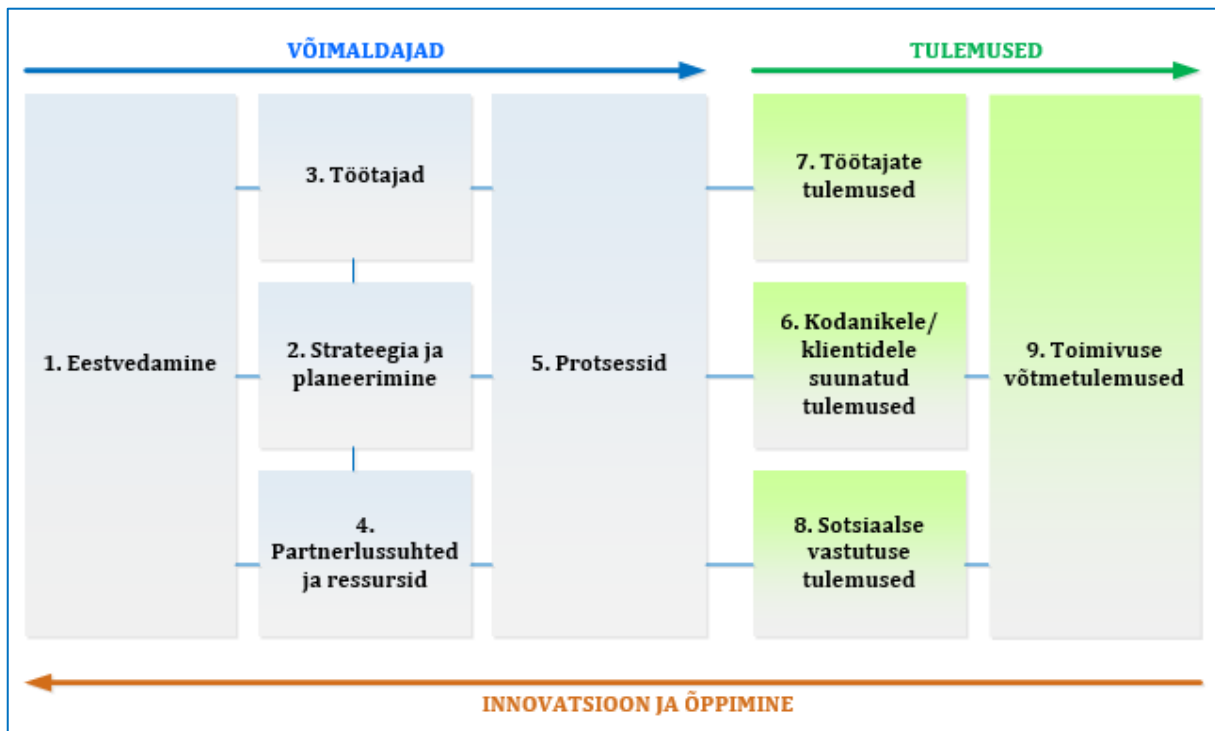 VÕIMALDAJAD
TULEMUSED
1. Eestvedamine
3. Töötajad
2. Strateegia ja
planeerimine
4.
Partnerlussuhted
ja ressursid
5. Protsessid
7. Töötajate
tulemused
6. Kodanikele/
klientidele
suunatud
tulemused
8. Sotsiaalse
vastutuse
tulemused
9. Toimivuse
võtmetulemused
INNOVATSIOON JA ÕPPIMINE